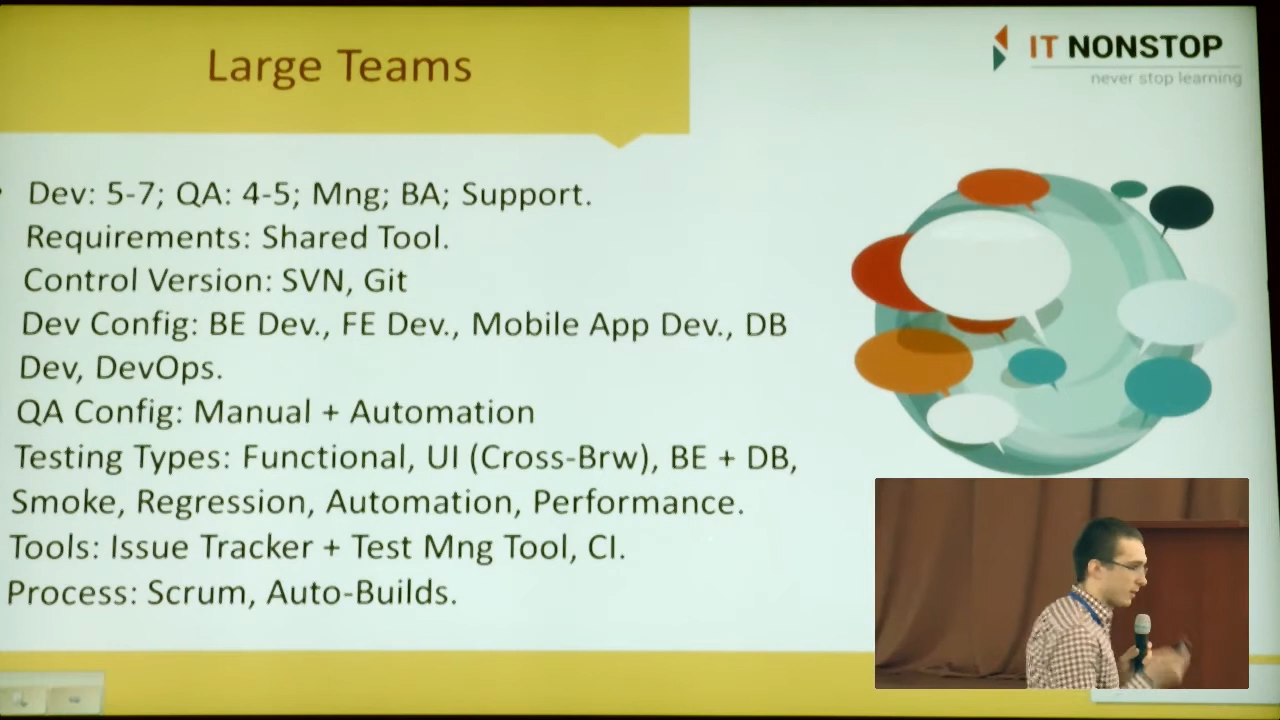 Large Teams
IT NONSTOP
never stop learning
Dev: 5-7; QA: 4-5; Mng; BA; Support.
Requirements: Shared Tool.
Control Version: SVN, Git
Dev Config: BE Dev., FE Dev., Mobile App Dev., DB
Dev, DevOps.
QA Config: Manual + Automation
Testing Types: Functional, UI (Cross-Brw), BE + DB,
Smoke, Regression, Automation, Performance.
Tools: Issue Tracker + Test Mng Tool, CI.
Process: Scrum, Auto-Builds.